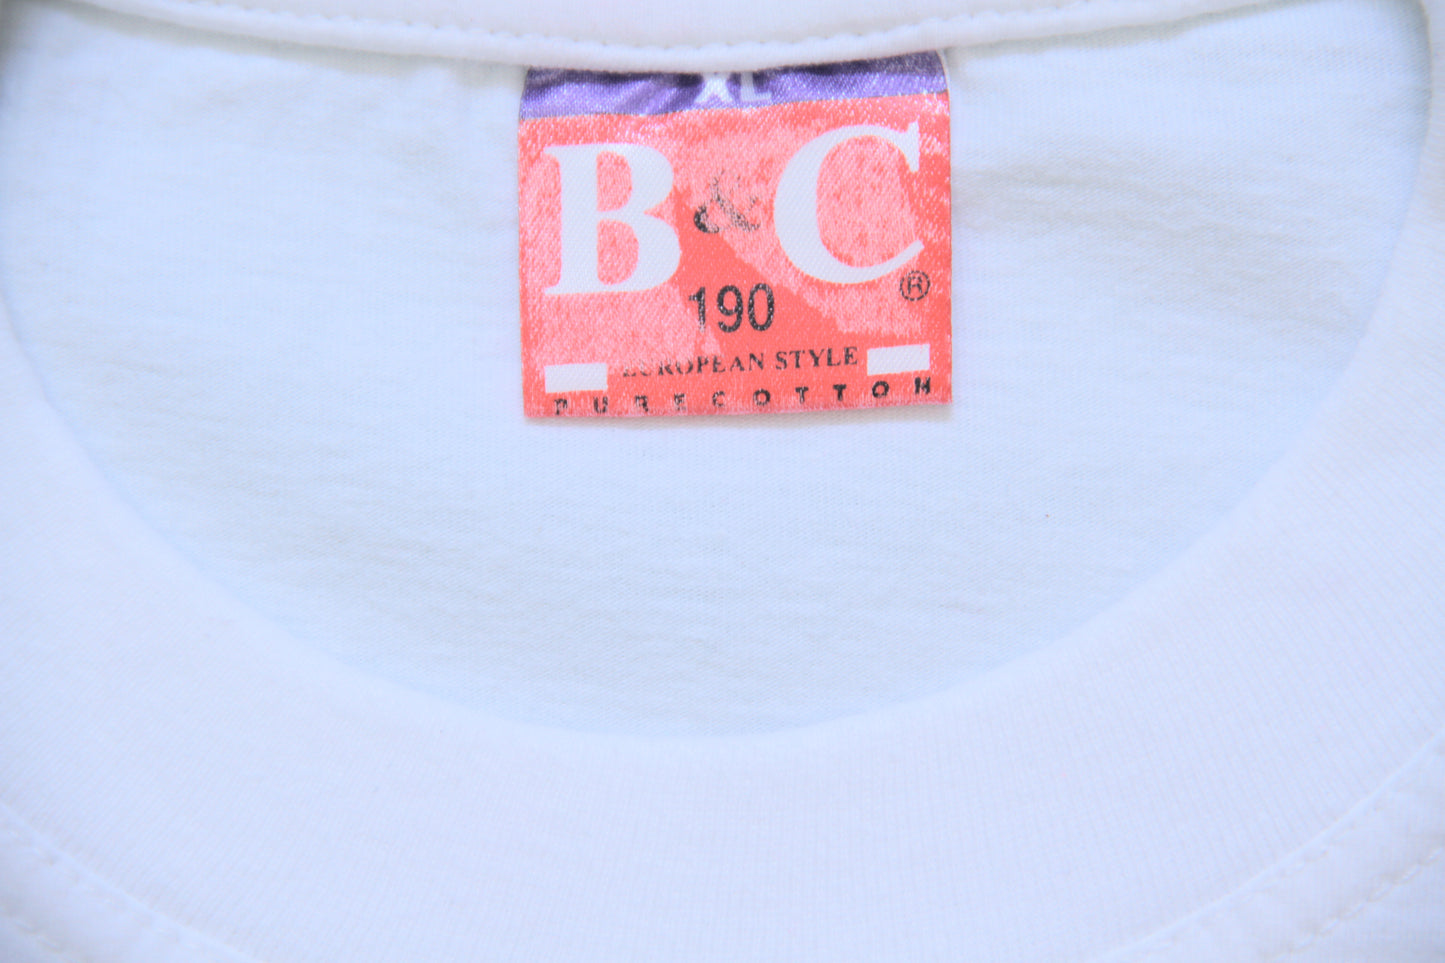 XL
B&C
®
190
EUROPEAN STYLE
PURE COTTON